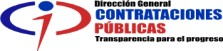 Dirección General
CONTRATACIONES
PÚBLICAS
Transparencia para el progreso